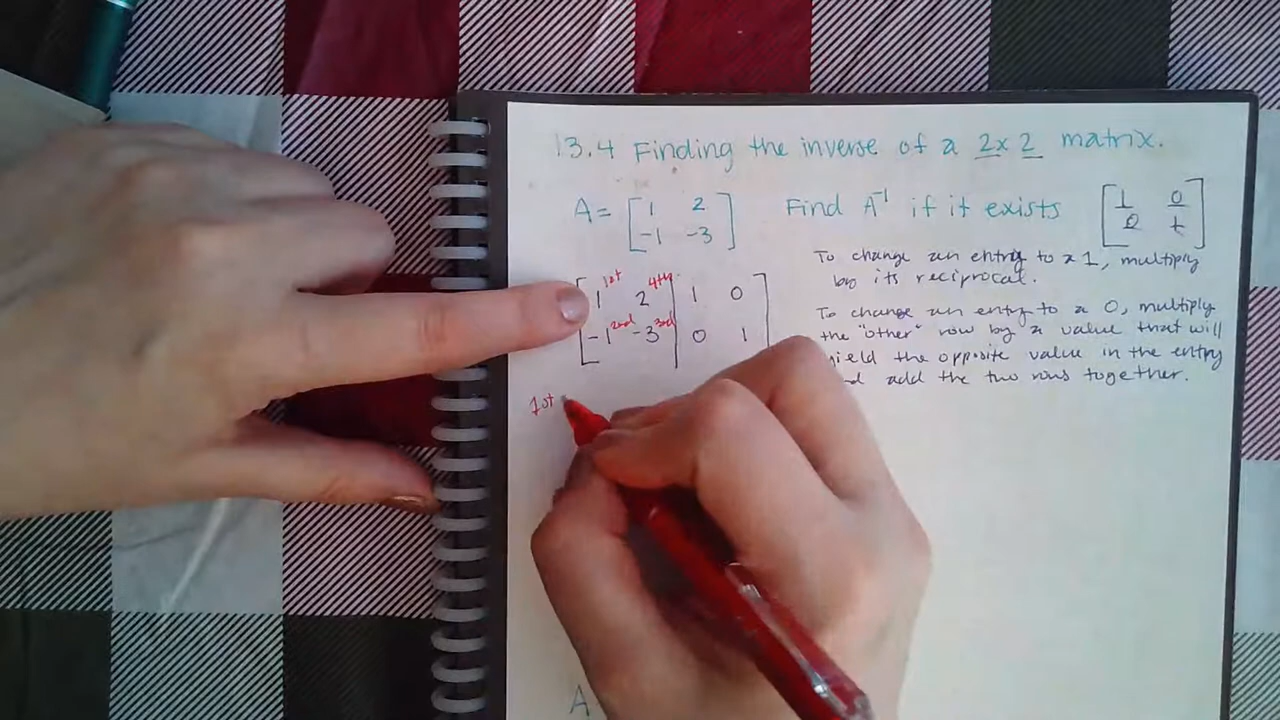 13.4 Finding the inverse of a 2x2 matrix.
A = [ 1 2 Find A⁻¹ if it exists [ 1 0
-1 -3 ] 0 1 ]
To change an entry to a 1, multiply
by its reciprocal.
To change an entry to a 0, multiply
the "other" row by a value that will
yield the opposite value in the entry
add the two rows together.
1 1st 2 4th | 1 0
-1 2nd -3 3rd | 0 1
1st
A